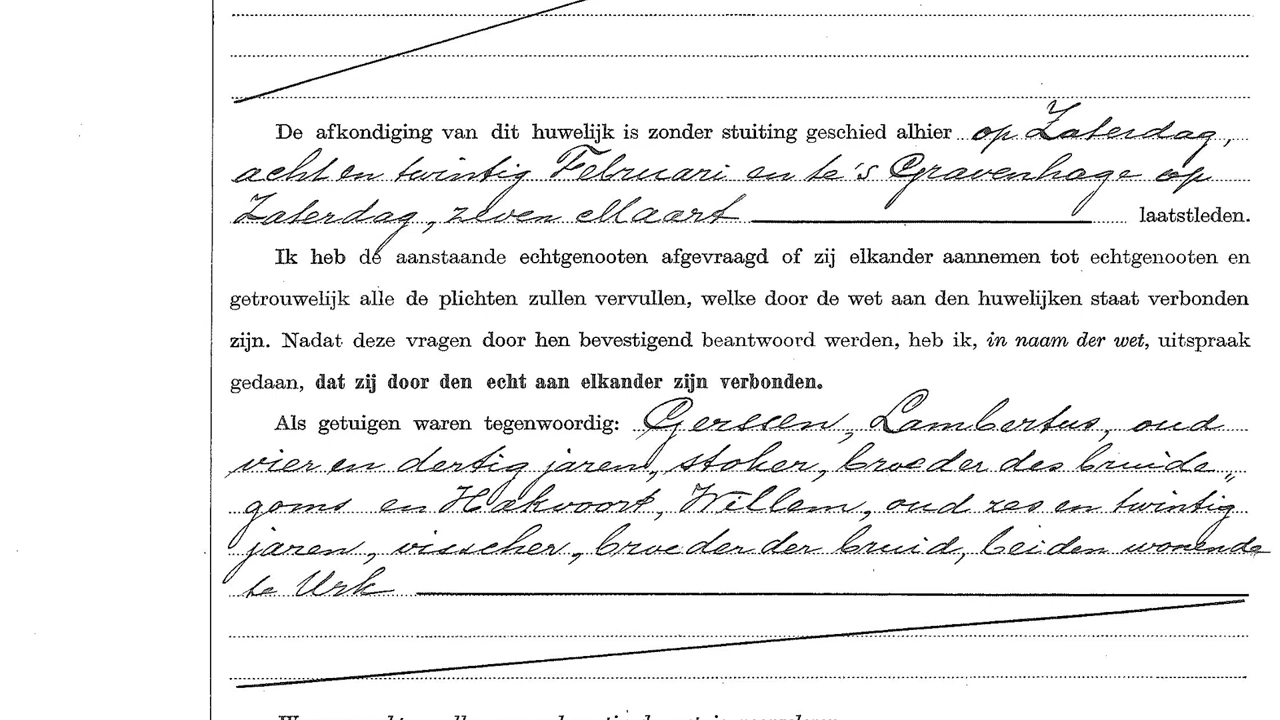 De afkondiging van dit huwelijk is zonder stuiting geschied alhier op Zaterdag,
acht en twintig Februari en te 's Gravenhage op
Zaterdag, zeven Maart laatstleden.
Ik heb de aanstaande echtgenooten afgevraagd of zij elkander aannemen tot echtgenooten en
getrouwelijk alle de plichten zullen vervullen, welke door de wet aan den huwelijken staat verbonden
zijn. Nadat deze vragen door hen bevestigend beantwoord werden, heb ik, in naam der wet, uitspraak
gedaan, dat zij door den echt aan elkander zijn verbonden.
Als getuigen waren tegenwoordig: Gerssen, Lambertus, oud
vier en dertig jaren, stoker, broeder des bruide„
goms en Hakvoort, Willem, oud zes en twintig
jaren, visscher, broeder der bruid, beiden wonende
te Urk